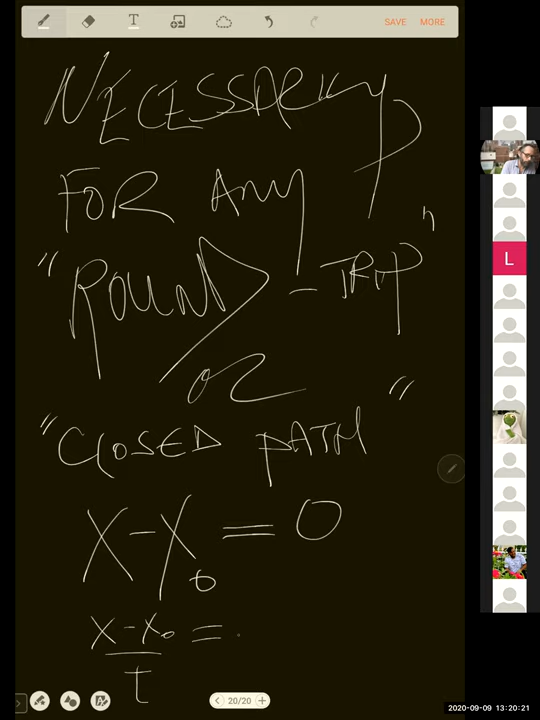 T
SAVE
MORE
NECESSARILY
FOR ANY
"ROUND-TRIP"
OR
"CLOSED PATH"
L
X-X₀ = 0
x-x₀ =
t
20/20
2020-09-09 13:20:21